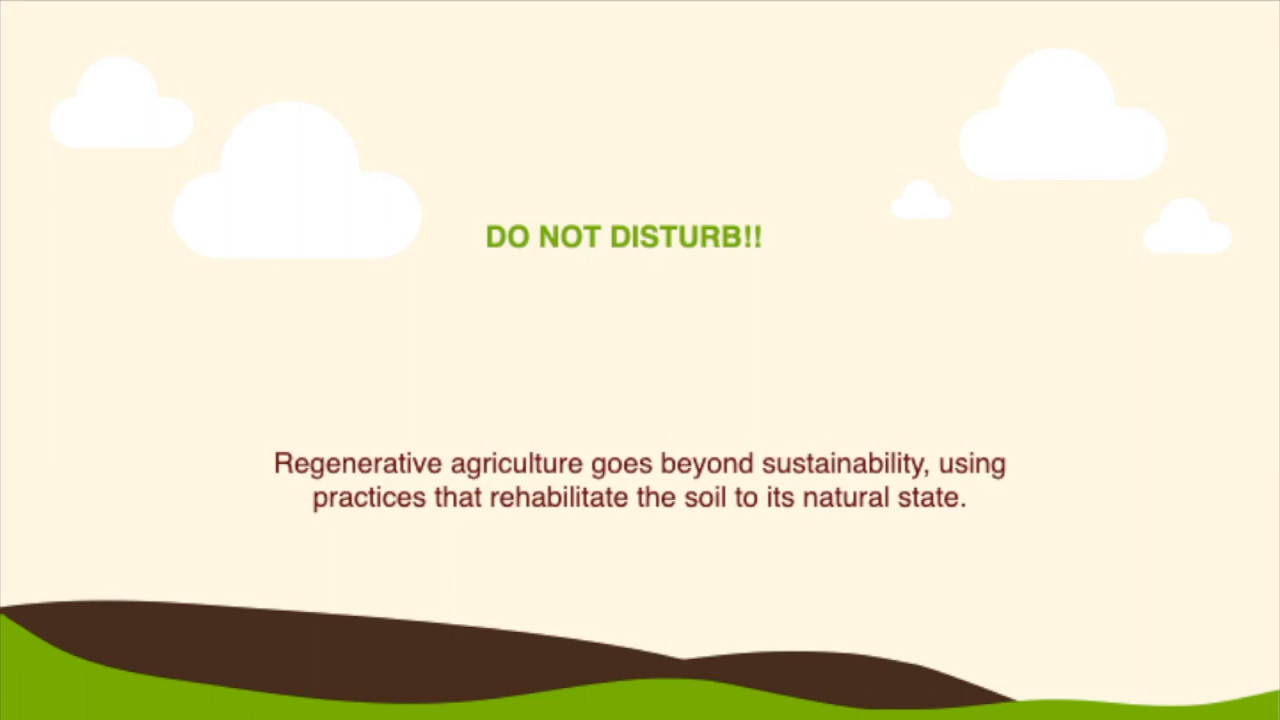 DO NOT DISTURB!!
Regenerative agriculture goes beyond sustainability, using
practices that rehabilitate the soil to its natural state.